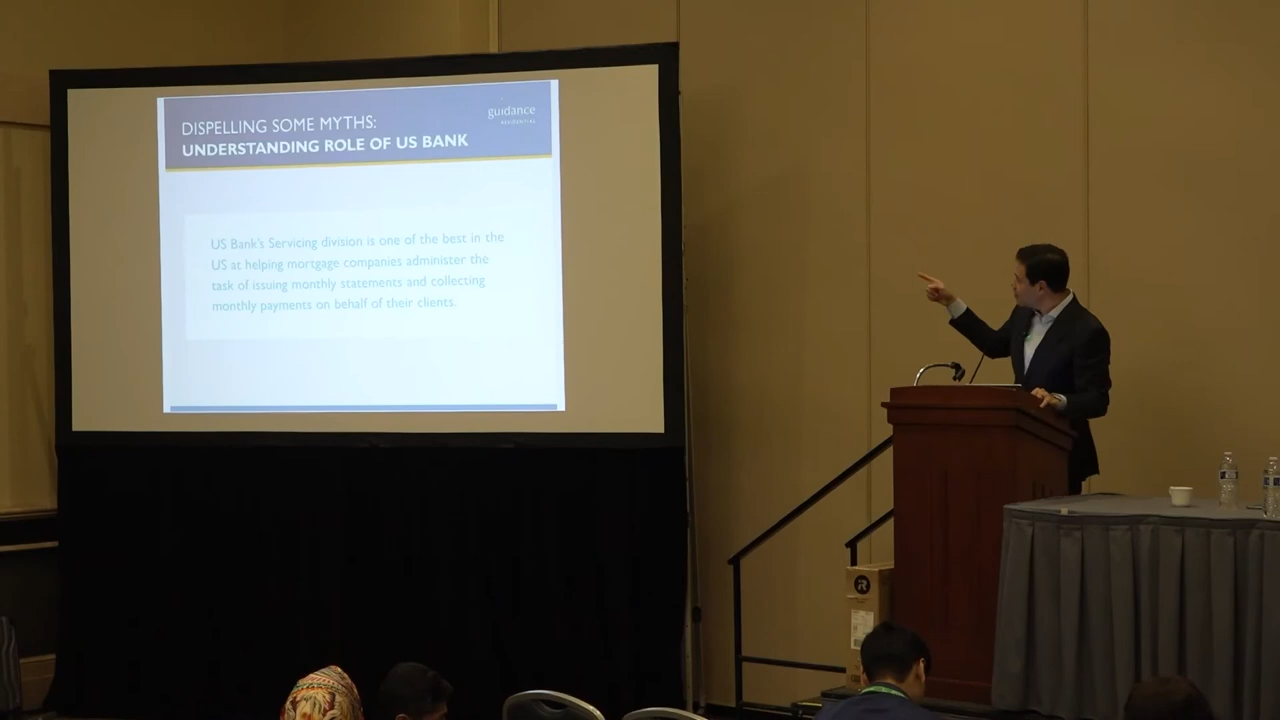 DISPELLING SOME MYTHS:
UNDERSTANDING ROLE OF US BANK
guidance
RESIDENTIAL
US Bank's Servicing division is one of the best in the
US at helping mortgage companies administer the
task of issuing monthly statements and collecting
monthly payments on behalf of their clients.
R